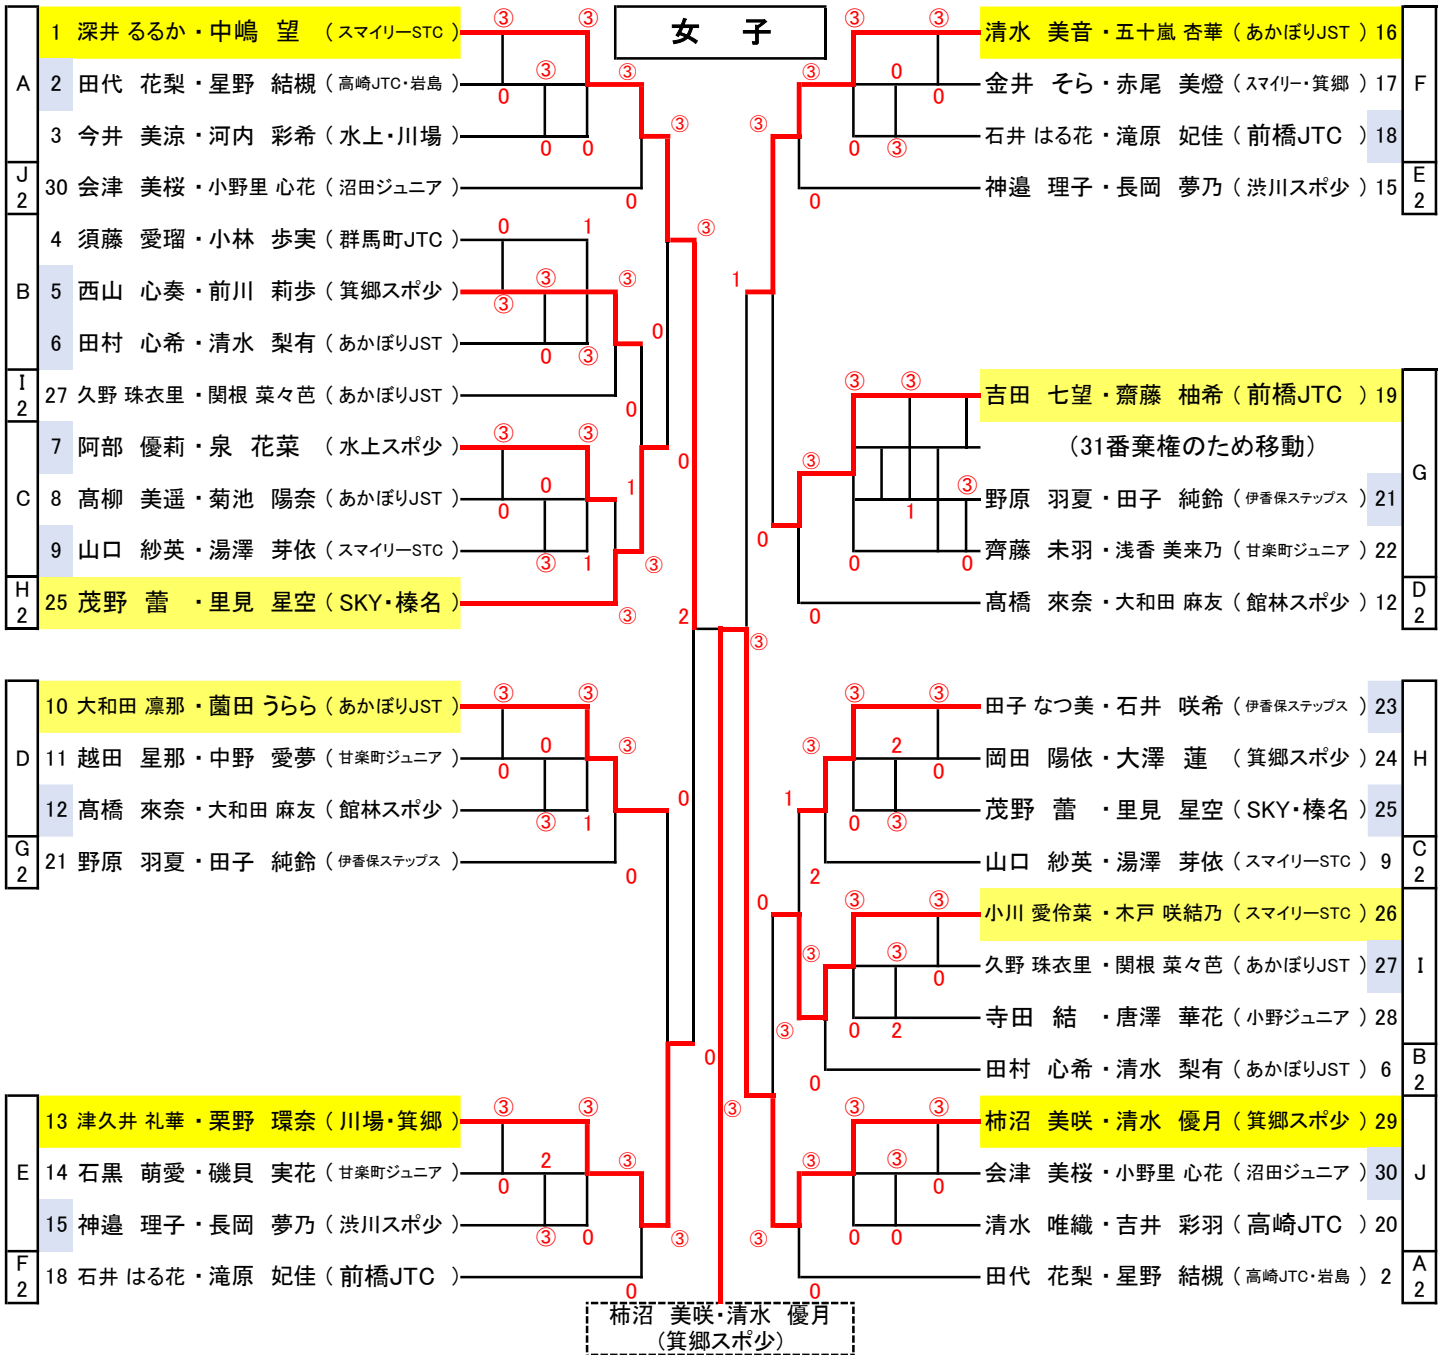 女 子
A
1 深井 るるか・中嶋 望 （ スマイリーSTC ）
2 田代 花梨・星野 結槻 （ 高崎JTC・岩島 ）
3 今井 美涼・河内 彩希 （ 水上・川場 ）
J2
30 会津 美桜・小野里 心花 （ 沼田ジュニア ）
B
4 須藤 愛瑠・小林 歩実 （ 群馬町JTC ）
5 西山 心奏・前川 莉歩 （ 箕郷スポ少 ）
6 田村 心希・清水 梨有 （ あかぼりJST ）
I2
27 久野 珠衣里・関根 菜々芭 （ あかぼりJST ）
C
7 阿部 優莉・泉 花菜 （ 水上スポ少 ）
8 髙柳 美遥・菊池 陽奈 （ あかぼりJST ）
9 山口 紗英・湯澤 芽依 （ スマイリーSTC ）
H2
25 茂野 蕾 ・里見 星空 （ SKY・榛名 ）
D
10 大和田 凛那・薗田 うらら （ あかぼりJST ）
11 越田 星那・中野 愛夢 （ 甘楽町ジュニア ）
12 髙橋 來奈・大和田 麻友 （ 館林スポ少 ）
G2
21 野原 羽夏・田子 純鈴 （ 伊香保ステップス ）
E
13 津久井 礼華・栗野 環奈 （ 川場・箕郷 ）
14 石黒 萌愛・磯貝 実花 （ 甘楽町ジュニア ）
15 神邉 理子・長岡 夢乃 （ 渋川スポ少 ）
F2
18 石井 はる花・滝原 妃佳 （ 前橋JTC ）
清水 美音・五十嵐 杏華 （ あかぼりJST ） 16
金井 そら・赤尾 美燈 （ スマイリー・箕郷 ） 17
石井 はる花・滝原 妃佳 （ 前橋JTC ） 18
F
神邉 理子・長岡 夢乃 （ 渋川スポ少 ） 15
E2
吉田 七望・齋藤 柚希 （ 前橋JTC ） 19
（31番棄権のため移動）
野原 羽夏・田子 純鈴 （ 伊香保ステップス ） 21
齊藤 未羽・浅香 美来乃 （ 甘楽町ジュニア ） 22
G
髙橋 來奈・大和田 麻友 （ 館林スポ少 ） 12
D2
田子 なつ美・石井 咲希 （ 伊香保ステップス ） 23
岡田 陽依・大澤 蓮 （ 箕郷スポ少 ） 24
茂野 蕾 ・里見 星空 （ SKY・榛名 ） 25
H
山口 紗英・湯澤 芽依 （ スマイリーSTC ） 9
C2
小川 愛伶菜・木戸 咲結乃 （ スマイリーSTC ） 26
久野 珠衣里・関根 菜々芭 （ あかぼりJST ） 27
寺田 結 ・唐澤 華花 （ 小野ジュニア ） 28
I
田村 心希・清水 梨有 （ あかぼりJST ） 6
B2
柿沼 美咲・清水 優月 （ 箕郷スポ少 ） 29
会津 美桜・小野里 心花 （ 沼田ジュニア ） 30
清水 唯織・吉井 彩羽 （ 高崎JTC ） 20
J
田代 花梨・星野 結槻 （ 高崎JTC・岩島 ） 2
A2
柿沼 美咲・清水 優月
（箕郷スポ少）